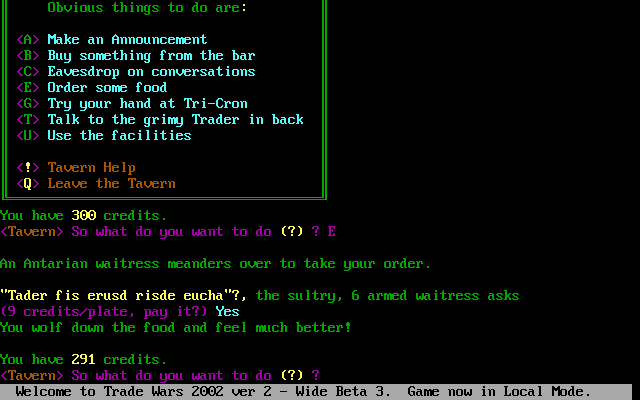 Obvious things to do are:
<A> Make an Announcement
<B> Buy something from the bar
<C> Eavesdrop on conversations
<E> Order some food
<G> Try your hand at Tri-Cron
<T> Talk to the grimy Trader in back
<U> Use the facilities
<!> Tavern Help
<Q> Leave the Tavern
You have 300 credits.
<Tavern> So what do you want to do (?) ? E
An Antarian waitress meanders over to take your order.
"Tader fis erusd risde eucha"?, the sultry, 6 armed waitress asks
(9 credits/plate, pay it?) Yes
You wolf down the food and feel much better!
You have 291 credits.
<Tavern> So what do you want to do (?) ?
Welcome to Trade Wars 2002 ver 2 - Wide Beta 3.  Game now in Local Mode.